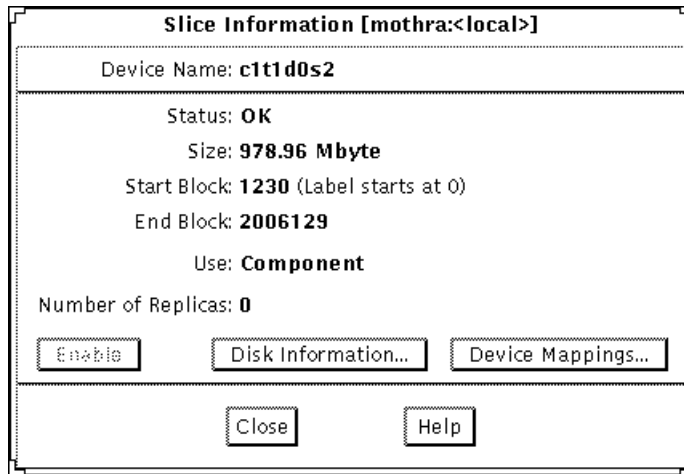 Slice Information [mothra:<local>]
Device Name: c1t1d0s2
Status: OK
Size: 978.96 Mbyte
Start Block: 1230 (Label starts at 0)
End Block: 2006129
Use: Component
Number of Replicas: 0
Enable Disk Information... Device Mappings...
Close Help